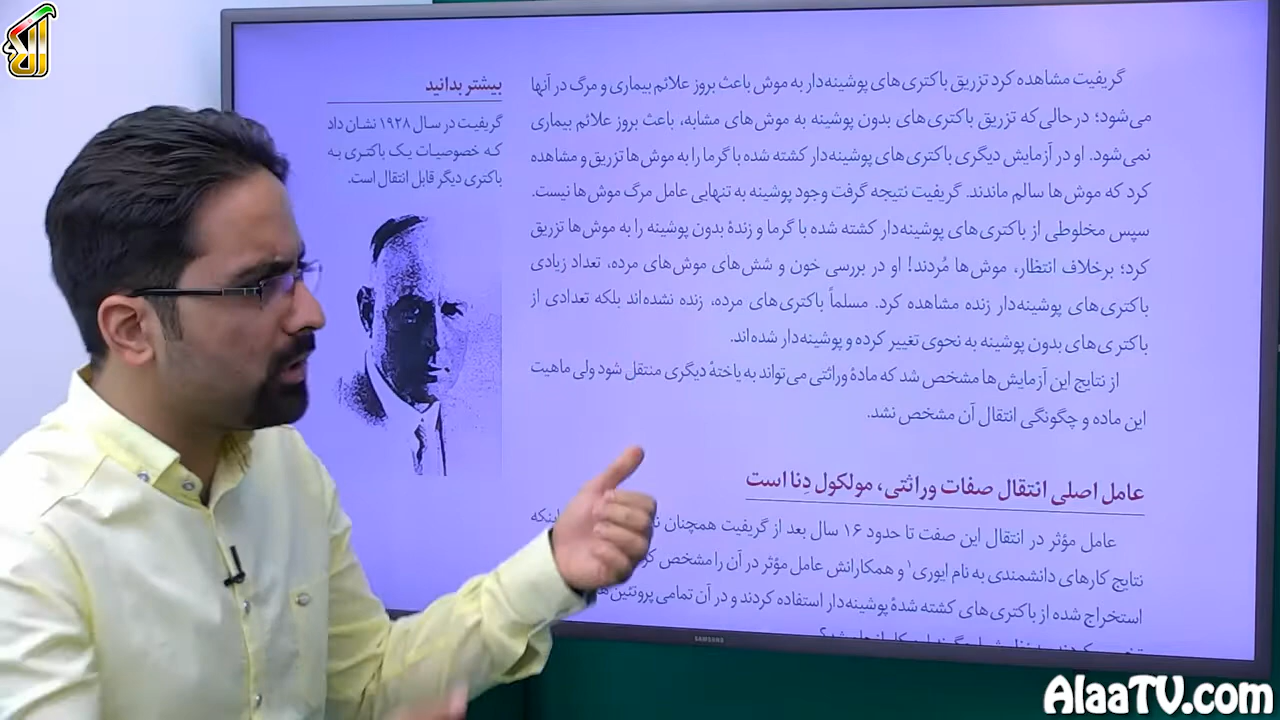 گریفیت مشاهده کرد تزریق باکتری‌های پوشینه‌دار به موش باعث بروز علائم بیماری و مرگ در آنها
می‌شود؛ در حالی‌که تزریق باکتری‌های بدون پوشینه به موش‌های مشابه، باعث بروز علائم بیماری
نمی‌شود. او در آزمایش دیگری باکتری‌های پوشینه‌دار کشته شده با گرما را به موش‌ها تزریق و مشاهده
کرد که موش‌ها سالم ماندند. گریفیت نتیجه گرفت وجود پوشینه به تنهایی عامل مرگ موش‌ها نیست.
سپس مخلوطی از باکتری‌های پوشینه‌دار کشته شده با گرما و زندهٔ بدون پوشینه را به موش‌ها تزریق
کرد؛ برخلاف انتظار، موش‌ها مُردند! او در بررسی خون و شش‌های موش‌های مرده، تعداد زیادی
باکتری‌های پوشینه‌دار زنده مشاهده کرد. مسلماً باکتری‌های مرده، زنده نشده‌اند بلکه تعدادی از
باکتری‌های بدون پوشینه به نحوی تغییر کرده و پوشینه‌دار شده‌اند.
از نتایج این آزمایش‌ها مشخص شد که مادهٔ وراثتی می‌تواند به یاختهٔ دیگری منتقل شود ولی ماهیت
این ماده و چگونگی انتقال آن مشخص نشد.
عامل اصلی انتقال صفات وراثتی، مولکول دِنا است
عامل مؤثر در انتقال این صفت تا حدود ۱۶ سال بعد از گریفیت همچنان اینکه
نتایج کارهای دانشمندی به نام ایوری۱ و همکارانش عامل مؤثر در آن را مشخص
استخراج شده از باکتری‌های کشته شدهٔ پوشینه‌دار استفاده کردند و در آن تمامی پروتئین‌ها
بیشتر بدانید
گریفیت در سال ۱۹۲۸ نشان داد
که خصوصیات یک باکتری به
باکتری دیگر قابل انتقال است.
SAMSUNG
آلاء
AlaaTV.com